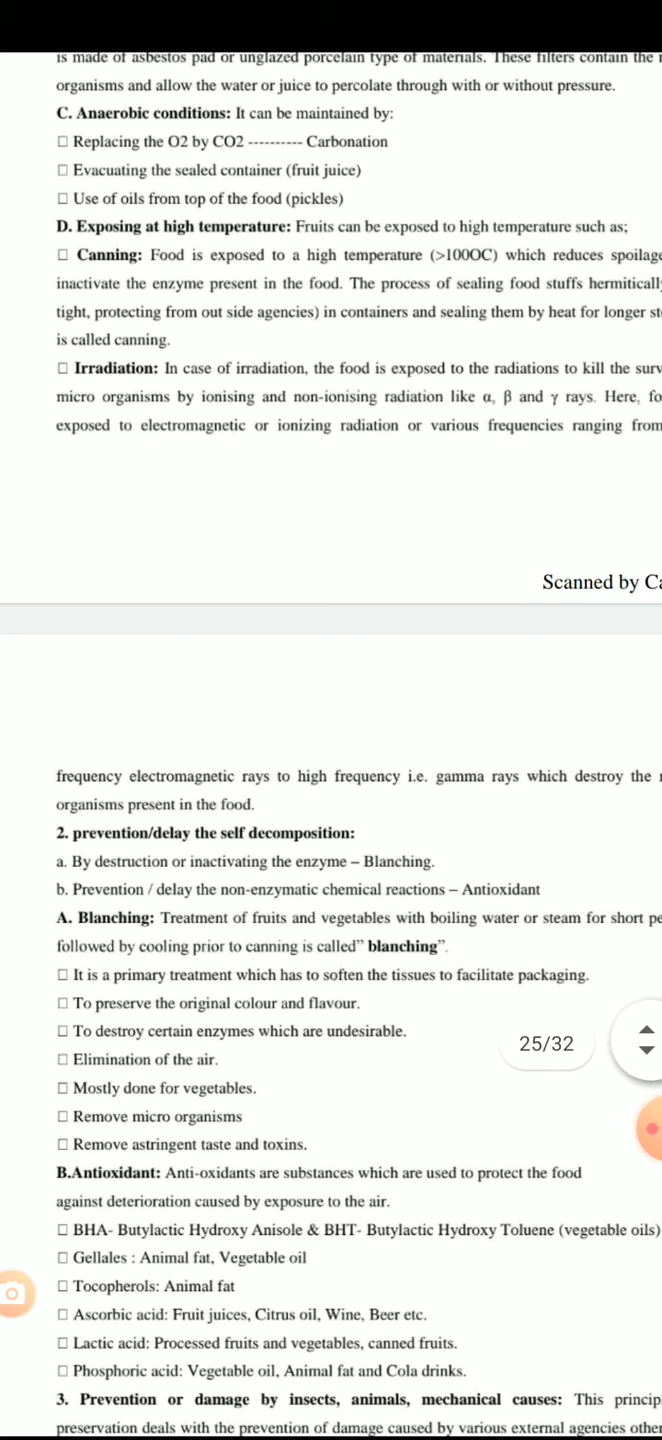 is made of asbestos pad or unglazed porcelain type of materials. These filters contain the
organisms and allow the water or juice to percolate through with or without pressure.
C. Anaerobic conditions: It can be maintained by:
□ Replacing the O2 by CO2 ---------- Carbonation
□ Evacuating the sealed container (fruit juice)
□ Use of oils from top of the food (pickles)
D. Exposing at high temperature: Fruits can be exposed to high temperature such as;
□ Canning: Food is exposed to a high temperature (>100OC) which reduces spoilage
inactivate the enzyme present in the food. The process of sealing food stuffs hermitically
tight, protecting from out side agencies) in containers and sealing them by heat for longer
is called canning.
□ Irradiation: In case of irradiation, the food is exposed to the radiations to kill the
micro organisms by ionising and non-ionising radiation like α, β and γ rays. Here,
exposed to electromagnetic or ionizing radiation or various frequencies ranging from
Scanned by
frequency electromagnetic rays to high frequency i.e. gamma rays which destroy the
organisms present in the food.
2. prevention/delay the self decomposition:
a. By destruction or inactivating the enzyme – Blanching.
b. Prevention / delay the non-enzymatic chemical reactions – Antioxidant
A. Blanching: Treatment of fruits and vegetables with boiling water or steam for short
followed by cooling prior to canning is called” blanching”.
□ It is a primary treatment which has to soften the tissues to facilitate packaging.
□ To preserve the original colour and flavour.
□ To destroy certain enzymes which are undesirable.
25/32
□ Elimination of the air.
□ Mostly done for vegetables.
□ Remove micro organisms
□ Remove astringent taste and toxins.
B.Antioxidant: Anti-oxidants are substances which are used to protect the food
against deterioration caused by exposure to the air.
□ BHA- Butylactic Hydroxy Anisole & BHT- Butylactic Hydroxy Toluene (vegetable oils)
□ Gellales : Animal fat, Vegetable oil
□ Tocopherols: Animal fat
□ Ascorbic acid: Fruit juices, Citrus oil, Wine, Beer etc.
□ Lactic acid: Processed fruits and vegetables, canned fruits.
□ Phosphoric acid: Vegetable oil, Animal fat and Cola drinks.
3. Prevention or damage by insects, animals, mechanical causes: This
preservation deals with the prevention of damage caused by various external agencies